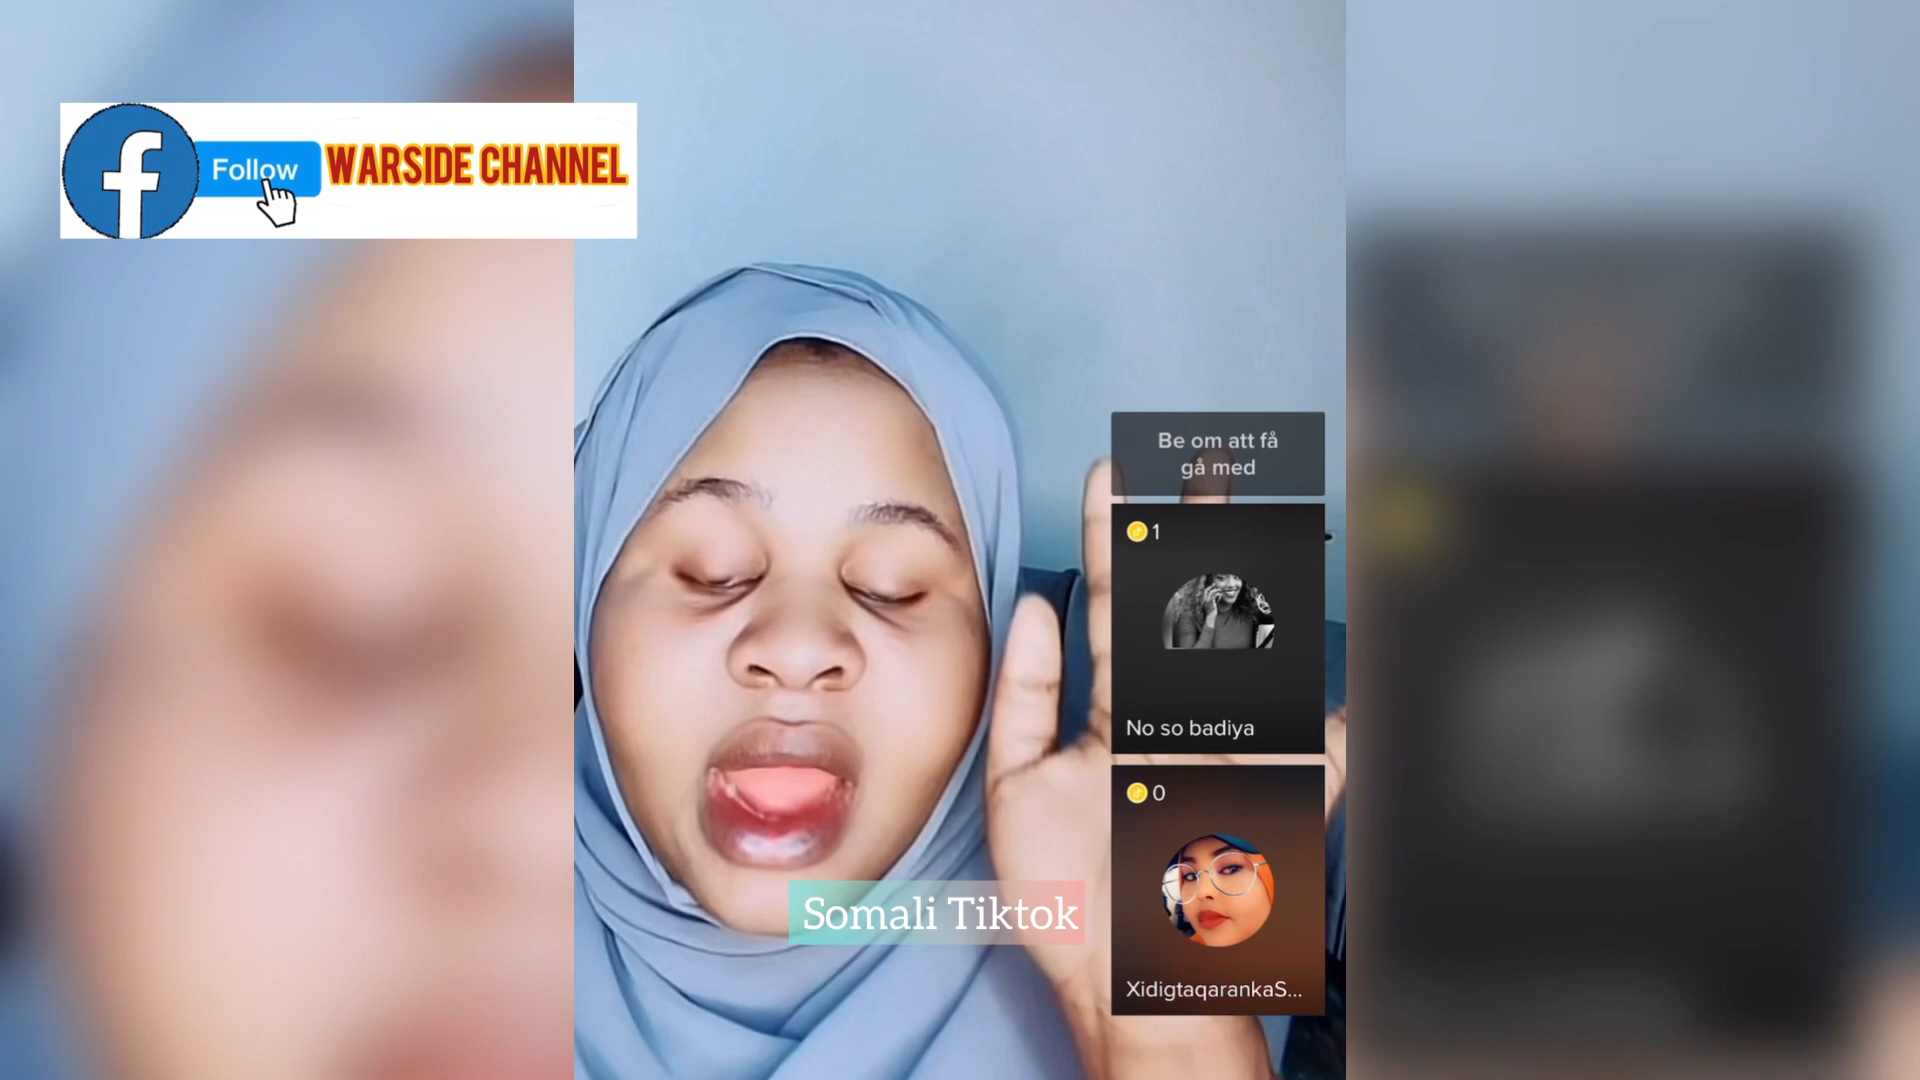 f
Follow
WARSIDE CHANNEL
Be om att få
gå med
1
No so badiya
0
XidigtaqarankaS...
Somali Tiktok